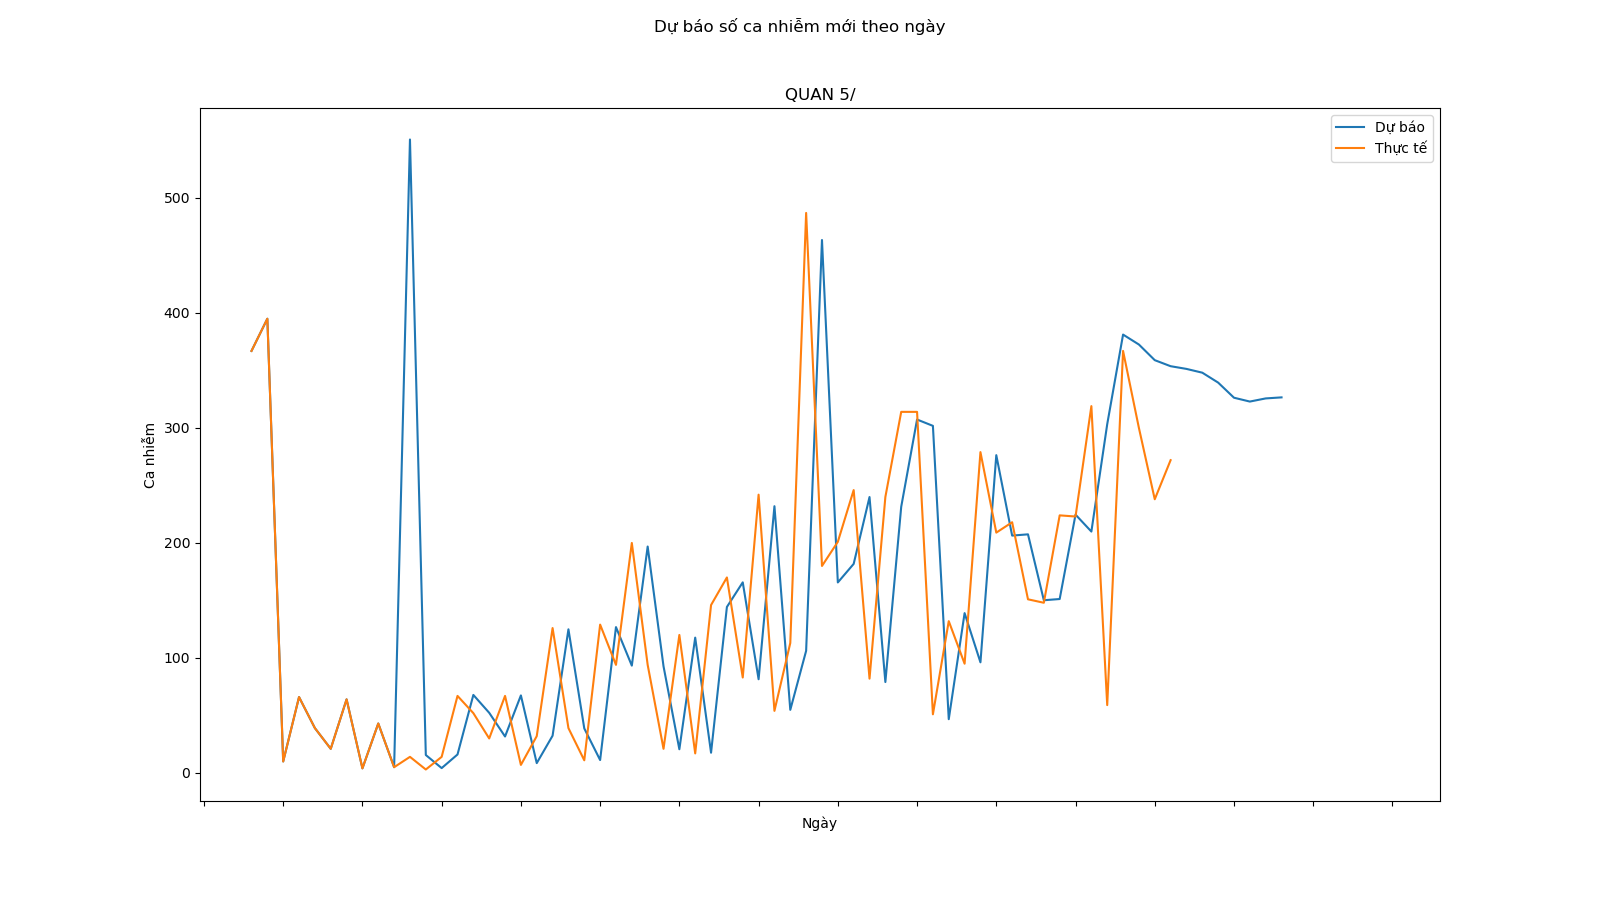 Dự báo số ca nhiễm mới theo ngày
QUAN 5/
Dự báo
Thực tế
500
400
300
200
100
0
Ca nhiễm
Ngày